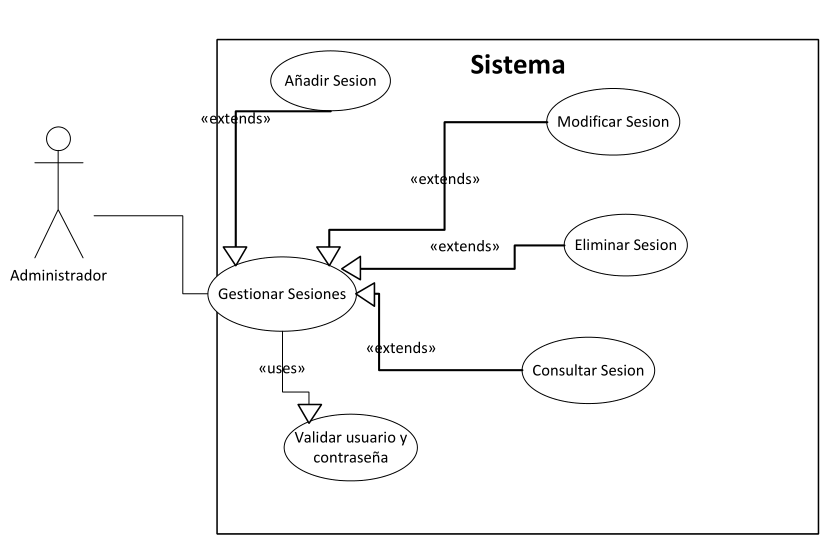 Sistema
Añadir Sesion
«extends»
Modificar Sesion
«extends»
Eliminar Sesion
«extends»
Administrador
Gestionar Sesiones
«extends»
Consultar Sesion
«uses»
Validar usuario y
contraseña